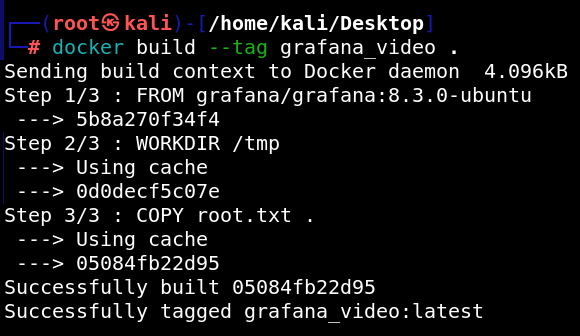 ┌──(root㉿kali)-[/home/kali/Desktop]
└─# docker build --tag grafana_video .
Sending build context to Docker daemon  4.096kB
Step 1/3 : FROM grafana/grafana:8.3.0-ubuntu
 ---> 5b8a270f34f4
Step 2/3 : WORKDIR /tmp
 ---> Using cache
 ---> 0d0decf5c07e
Step 3/3 : COPY root.txt .
 ---> Using cache
 ---> 05084fb22d95
Successfully built 05084fb22d95
Successfully tagged grafana_video:latest